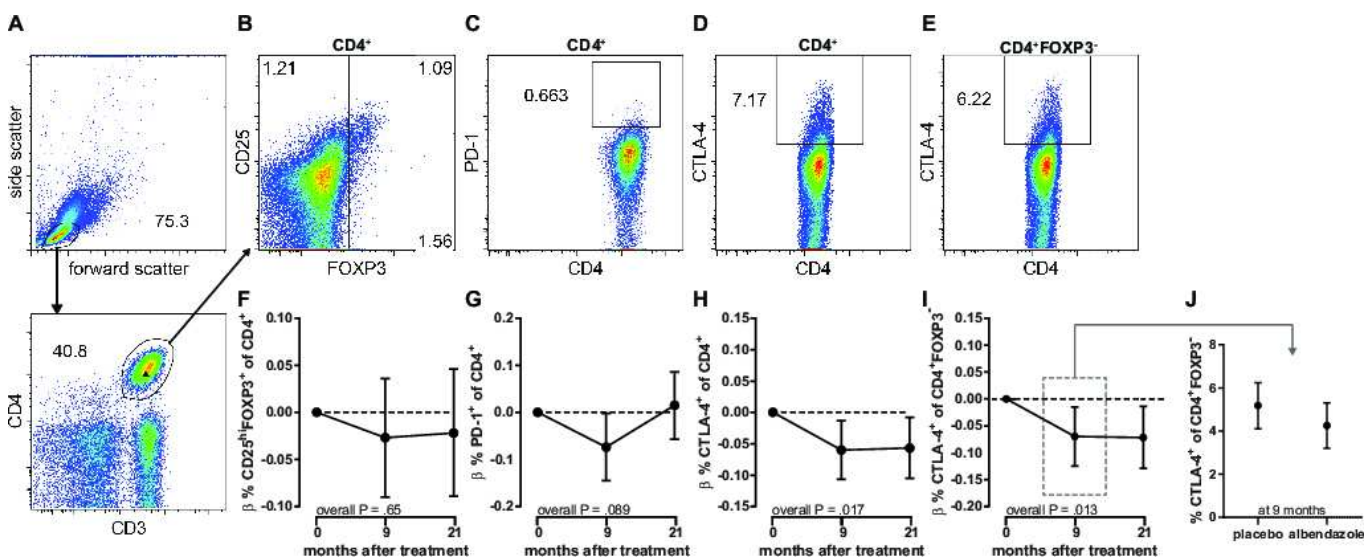 A
side scatter
75.3
forward scatter
40.8
CD4
CD3
B
CD4⁺
1.21
1.09
CD25
1.56
FOXP3
C
CD4⁺
0.663
PD-1
CD4
D
CD4⁺
7.17
CTLA-4
CD4
E
CD4⁺FOXP3⁻
6.22
CTLA-4
CD4
F
β % CD25ʰⁱFOXP3⁺ of CD4⁺
0.10
0.05
0.00
-0.05
-0.10
overall P = .65
0 9 21
months after treatment
G
β % PD-1⁺ of CD4⁺
0.2
0.1
0.0
-0.1
-0.2
overall P = .089
0 9 21
months after treatment
H
β % CTLA-4⁺ of CD4⁺
0.15
0.10
0.05
0.00
-0.05
-0.10
-0.15
overall P = .017
0 9 21
months after treatment
I
β % CTLA-4⁺ of CD4⁺FOXP3⁻
0.15
0.10
0.05
0.00
-0.05
-0.10
-0.15
-0.20
overall P = .013
0 9 21
months after treatment
J
% CTLA-4⁺ of CD4⁺FOXP3⁻
8
6
4
2
0
at 9 months
placebo albendazole